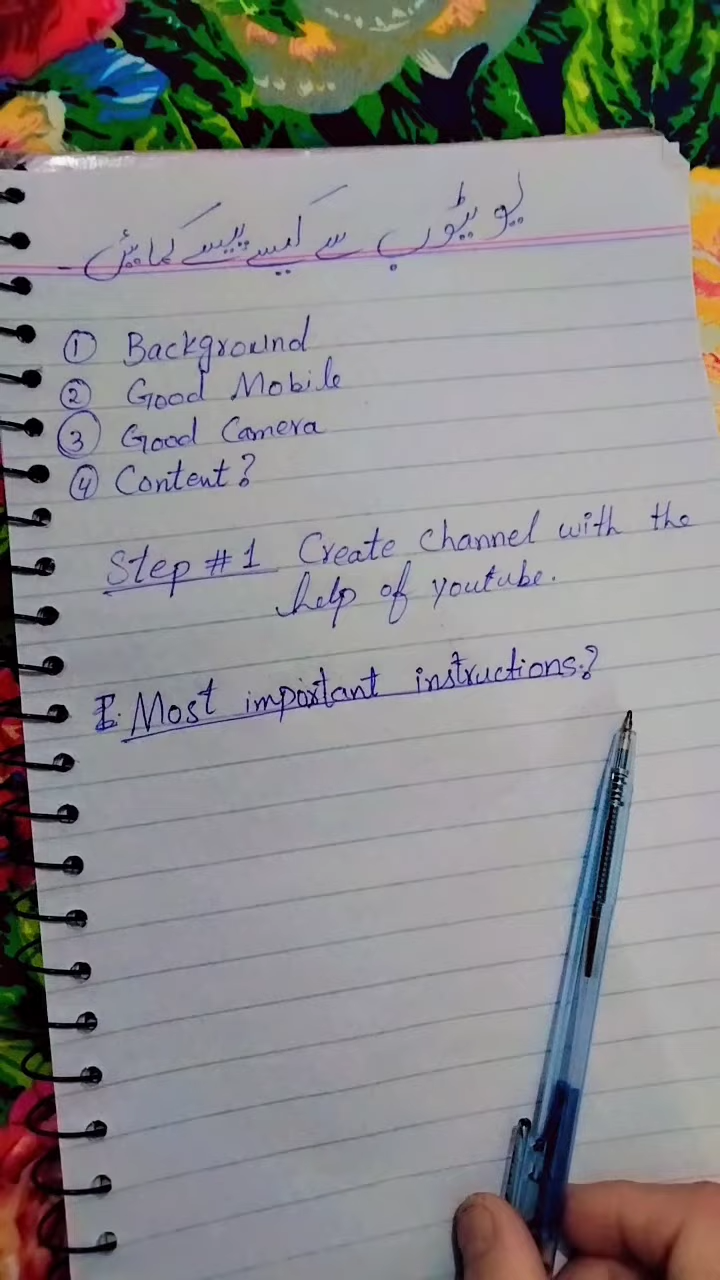 یوٹیوب سے کیسے پیسے کمائیں۔
① Background
② Good Mobile
③ Good Camera
④ Content?
Step #1 Create channel with the
help of youtube.
I. Most important instructions.?